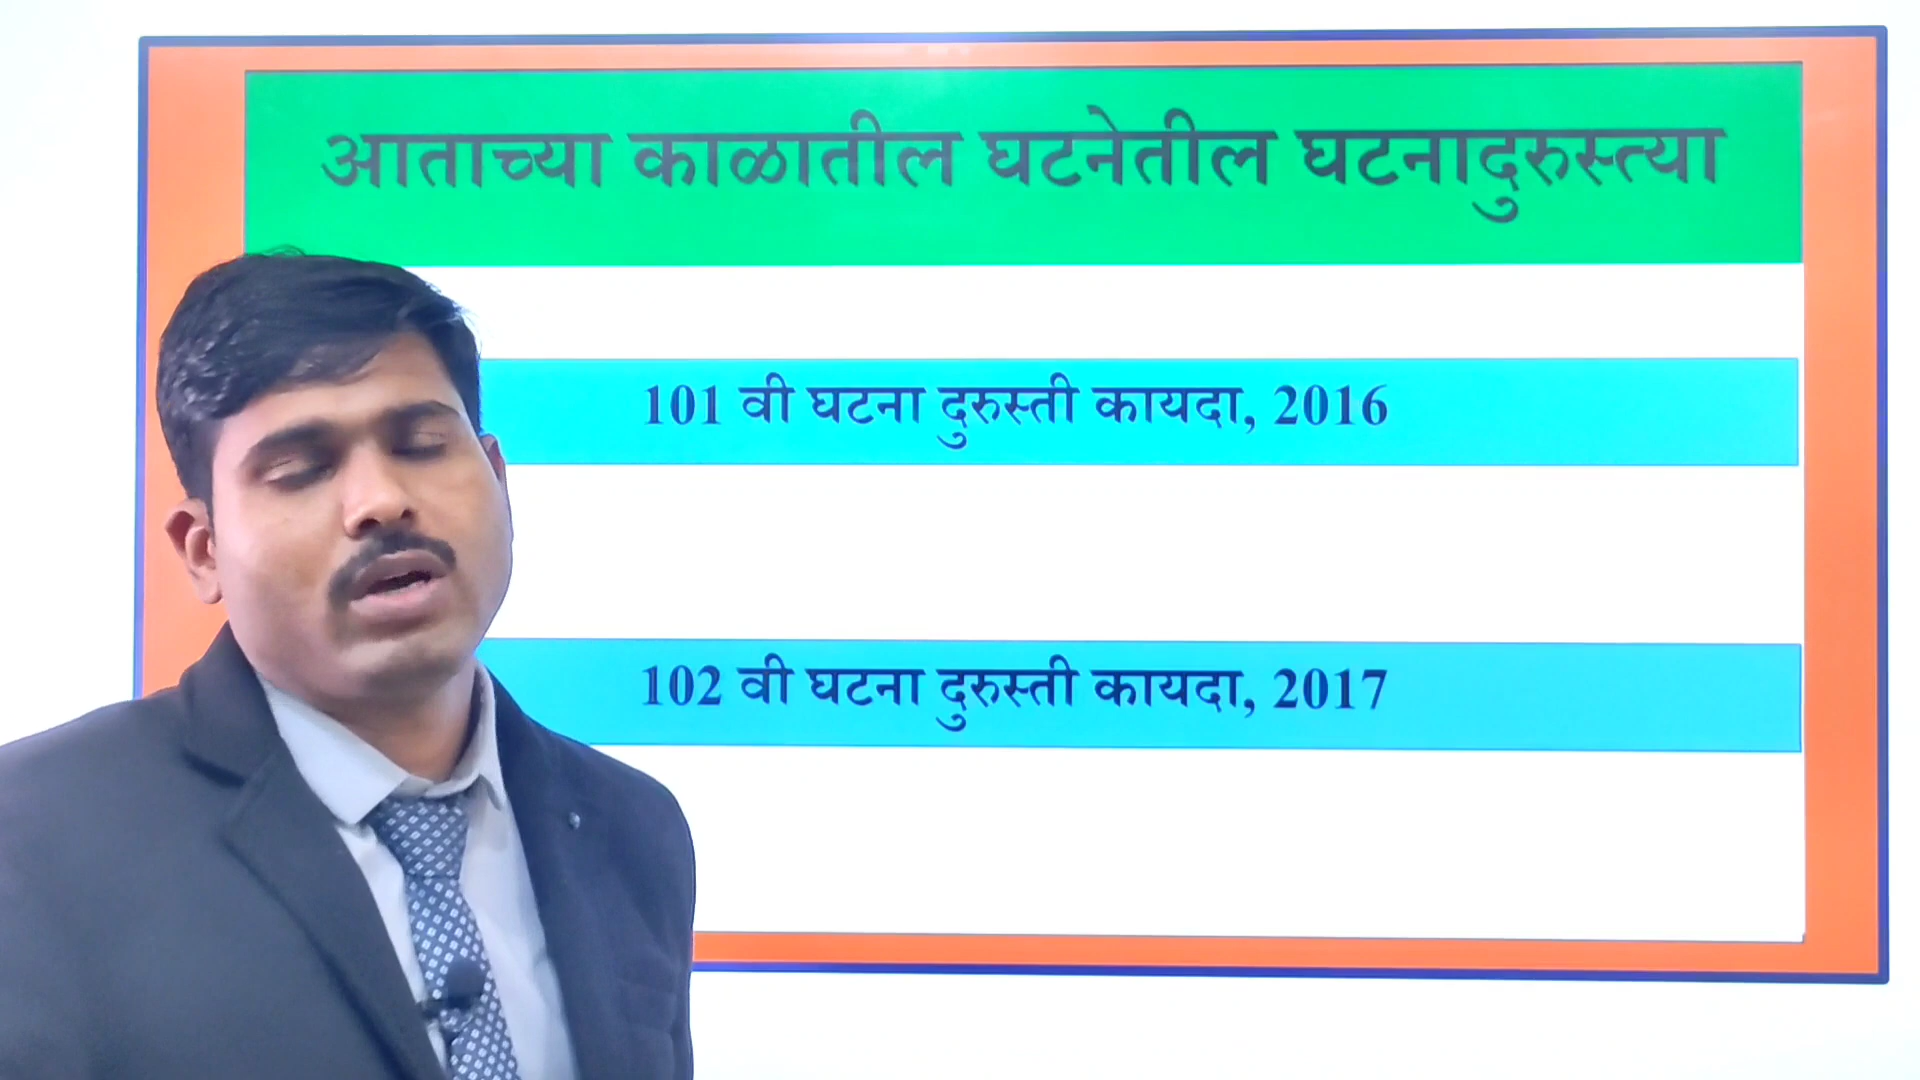 आताच्या काळातील घटनेतील घटनादुरुस्त्या
101 वी घटना दुरुस्ती कायदा, 2016
102 वी घटना दुरुस्ती कायदा, 2017